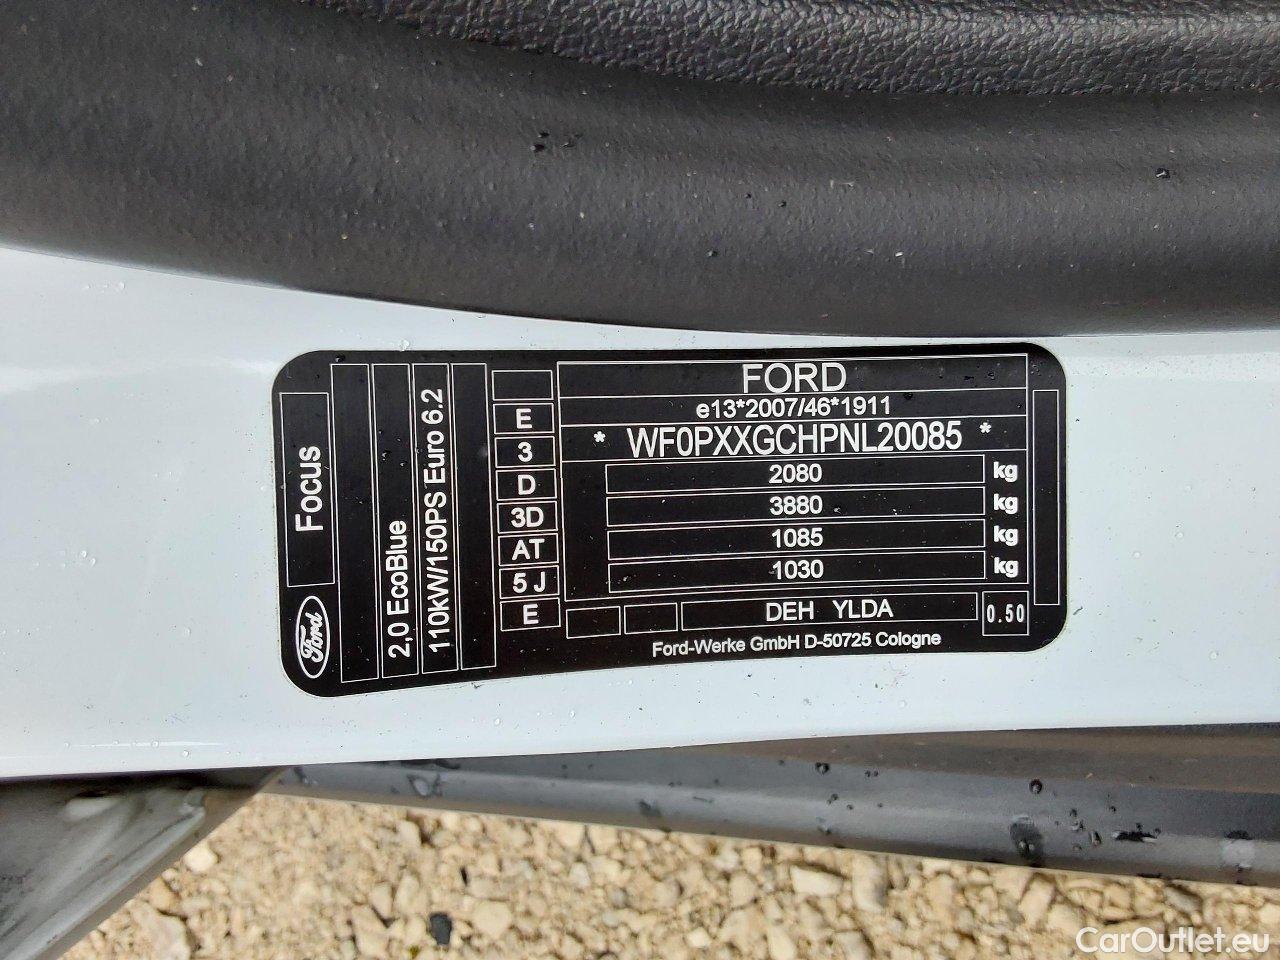 FORD
e13*2007/46*1911
* WF0PXXGCHPNL20085 *
2080 kg
3880 kg
1085 kg
1030 kg
DEH YLDA
0.50
Ford-Werke GmbH D-50725 Cologne
E
3
D
3D
AT
5 J
E
Focus
Ford
2,0 EcoBlue
110kW/150PS Euro 6.2
CarOutlet.eu